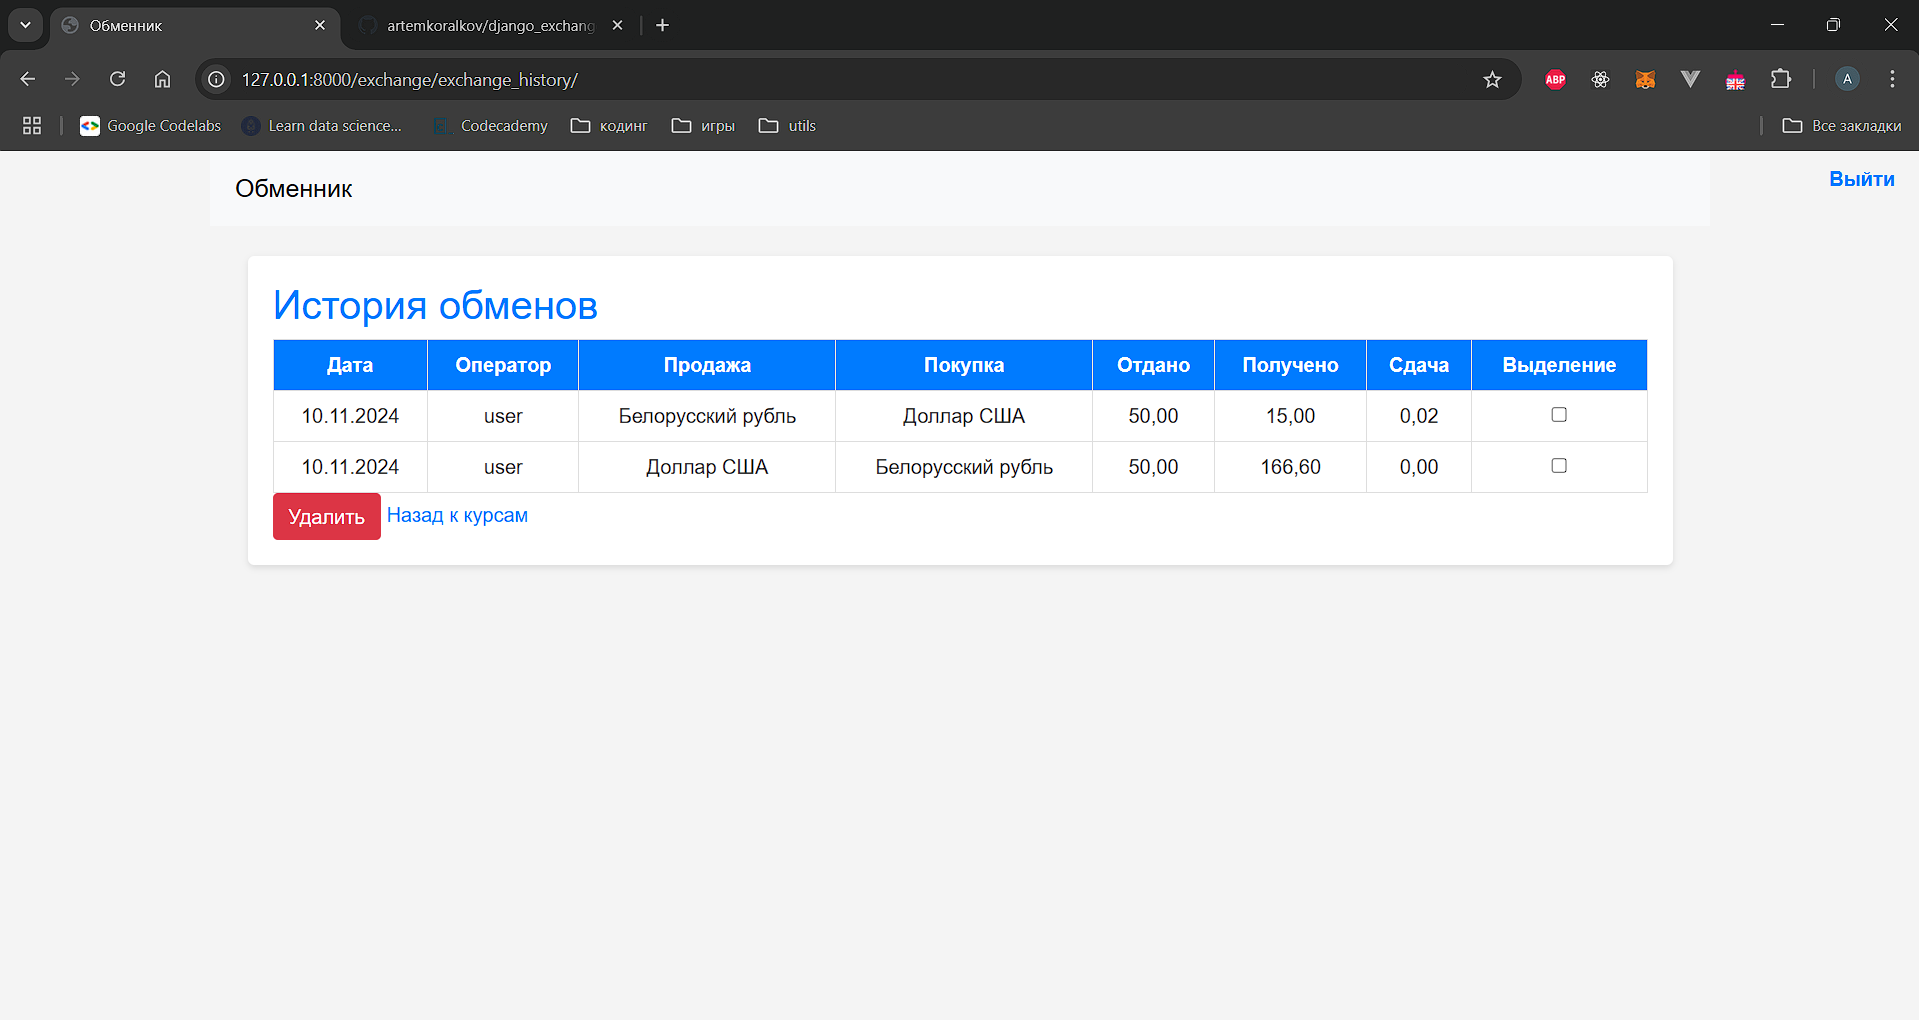 Обменник
artemkoralkov/django_exchang
127.0.0.1:8000/exchange/exchange_history/
ABP
A
Google Codelabs
Learn data science...
Codecademy
кодинг
игры
utils
Все закладки
Обменник
Выйти
История обменов
Дата Оператор Продажа Покупка Отдано Получено Сдача Выделение
10.11.2024 user Белорусский рубль Доллар США 50,00 15,00 0,02
10.11.2024 user Доллар США Белорусский рубль 50,00 166,60 0,00
Удалить Назад к курсам